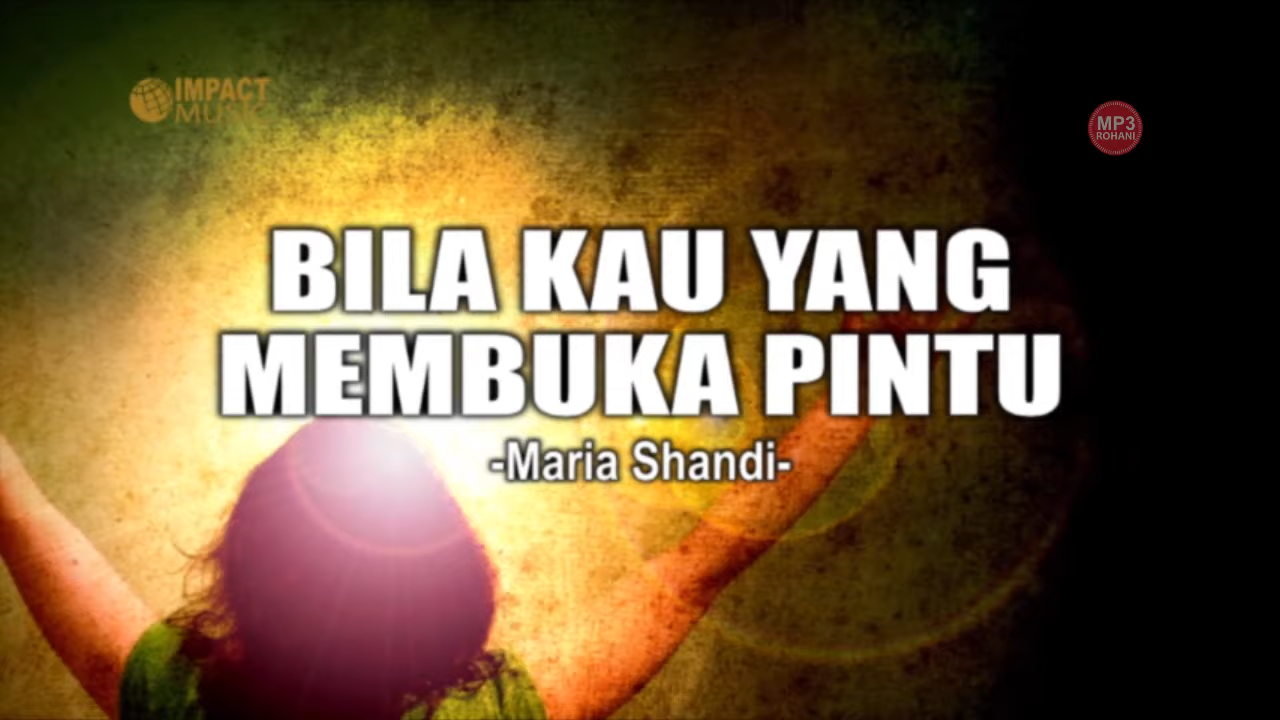 IMPACT
MUSIC
MP3
ROHANI
BILA KAU YANG
MEMBUKA PINTU
-Maria Shandi-